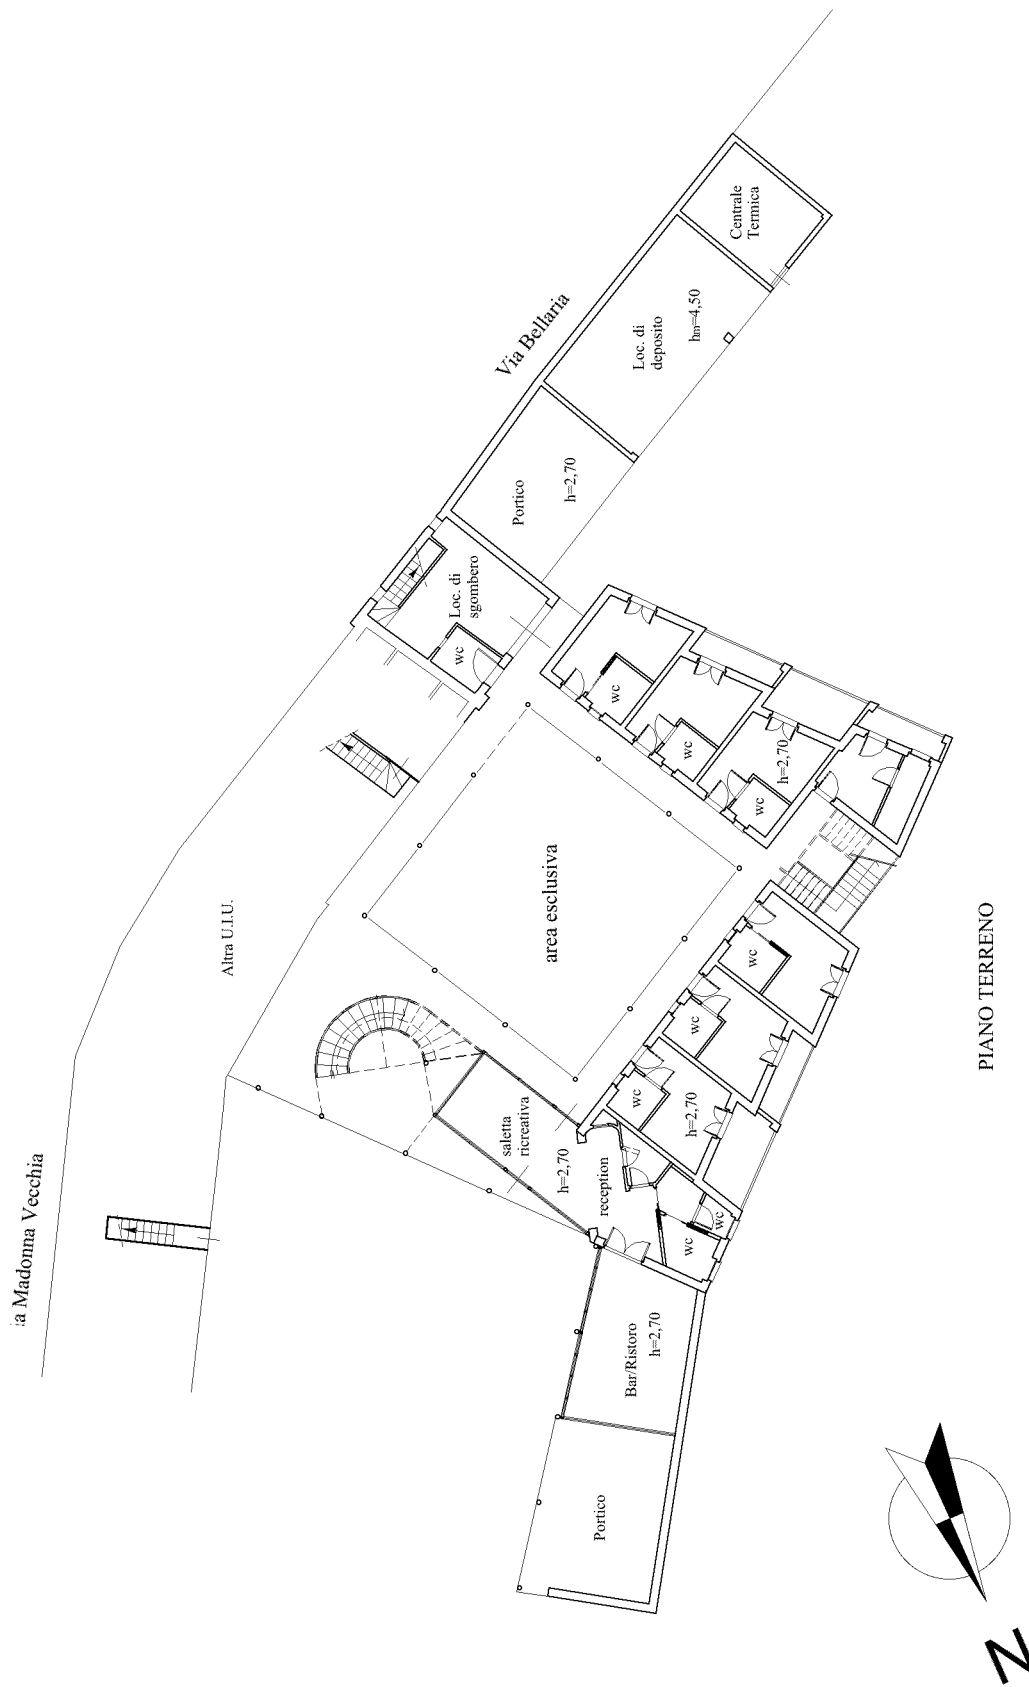 Centrale
Termica
Via Bellaria
Loc. di
deposito
hm=4,50
Portico
h=2,70
Loc. di
sgombero
wc
wc
wc
h=2,70
wc
area esclusiva
Altra U.I.U.
PIANO TERRENO
wc
wc
wc
h=2,70
saletta
ricreativa
h=2,70
reception
wc
wc
a Madonna Vecchia
Bar/Ristoro
h=2,70
Portico
N